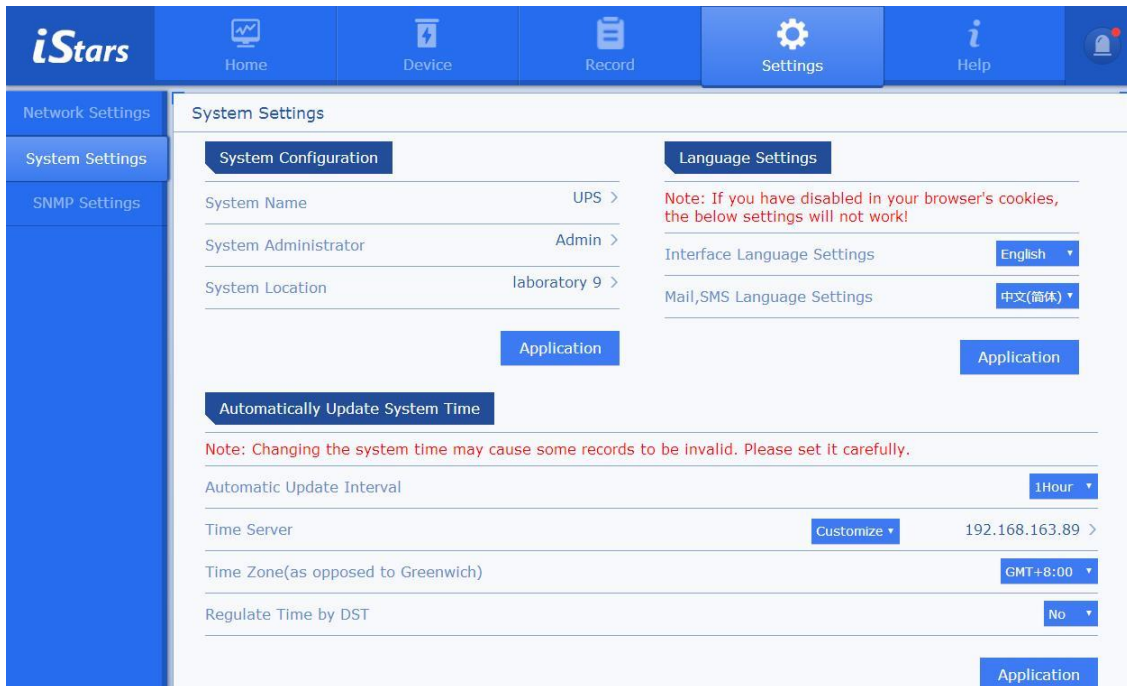 iStars
Home
Device
Record
Settings
Help
Network Settings
System Settings
SNMP Settings
System Settings
System Configuration
System Name UPS >
System Administrator Admin >
System Location laboratory 9 >
Application
Language Settings
Note: If you have disabled in your browser's cookies,
the below settings will not work!
Interface Language Settings English
Mail,SMS Language Settings 中文(简体)
Application
Automatically Update System Time
Note: Changing the system time may cause some records to be invalid. Please set it carefully.
Automatic Update Interval 1Hour
Time Server Customize 192.168.163.89 >
Time Zone(as opposed to Greenwich) GMT+8:00
Regulate Time by DST No
Application